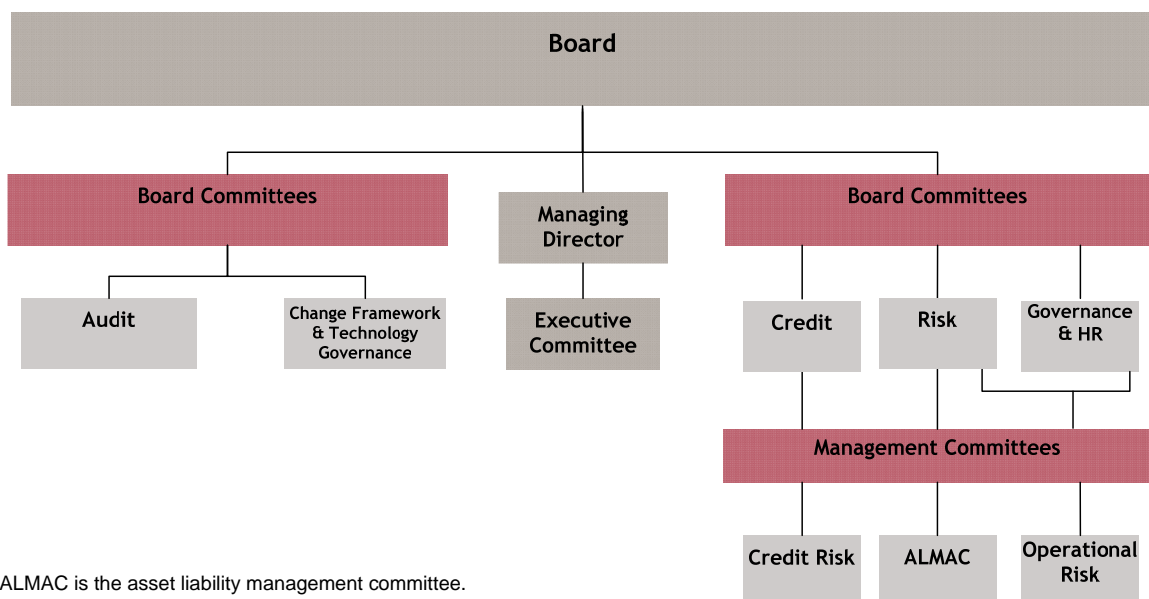 Board
Board Committees
Managing
Director
Board Committees
Audit
Change Framework
& Technology
Governance
Executive
Committee
Credit
Risk
Governance
& HR
Management Committees
Credit Risk
ALMAC
Operational
Risk
ALMAC is the asset liability management committee.